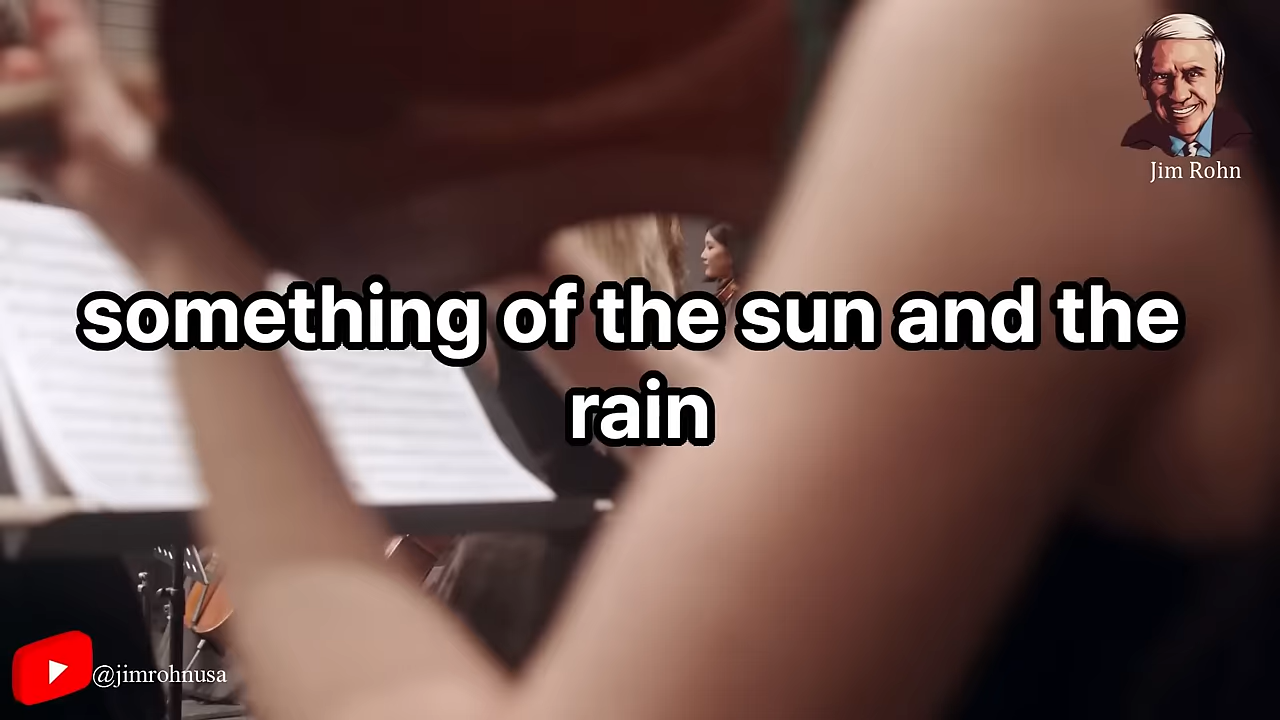 Jim Rohn
something of the sun and the
rain
@jimrohnusa